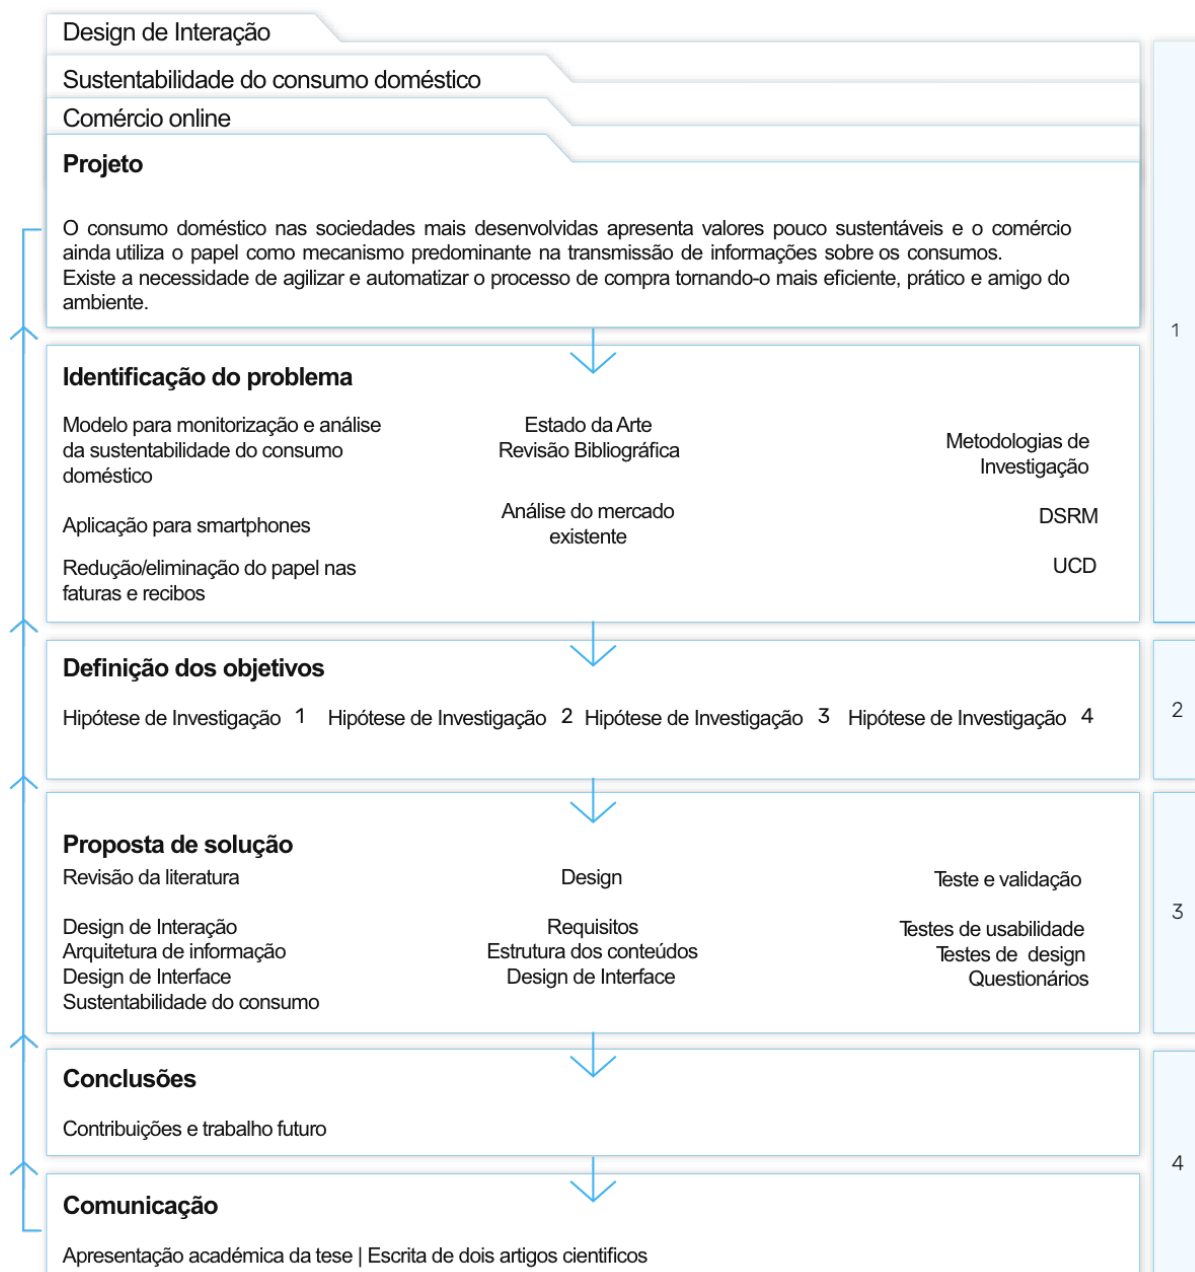 Design de Interação
Sustentabilidade do consumo doméstico
Comércio online
Projeto
O consumo doméstico nas sociedades mais desenvolvidas apresenta valores pouco sustentáveis e o comércio
ainda utiliza o papel como mecanismo predominante na transmissão de informações sobre os consumos.
Existe a necessidade de agilizar e automatizar o processo de compra tornando-o mais eficiente, prático e amigo do
ambiente.
1
Identificação do problema
Modelo para monitorização e análise
da sustentabilidade do consumo
doméstico
Aplicação para smartphones
Redução/eliminação do papel nas
faturas e recibos
Estado da Arte
Revisão Bibliográfica
Análise do mercado
existente
Metodologias de
Investigação
DSRM
UCD
Definição dos objetivos
Hipótese de Investigação 1 Hipótese de Investigação 2 Hipótese de Investigação 3 Hipótese de Investigação 4
2
Proposta de solução
Revisão da literatura
Design de Interação
Arquitetura de informação
Design de Interface
Sustentabilidade do consumo
Design
Requisitos
Estrutura dos conteúdos
Design de Interface
Teste e validação
Testes de usabilidade
Testes de design
Questionários
3
Conclusões
Contribuições e trabalho futuro
4
Comunicação
Apresentação académica da tese | Escrita de dois artigos cientificos